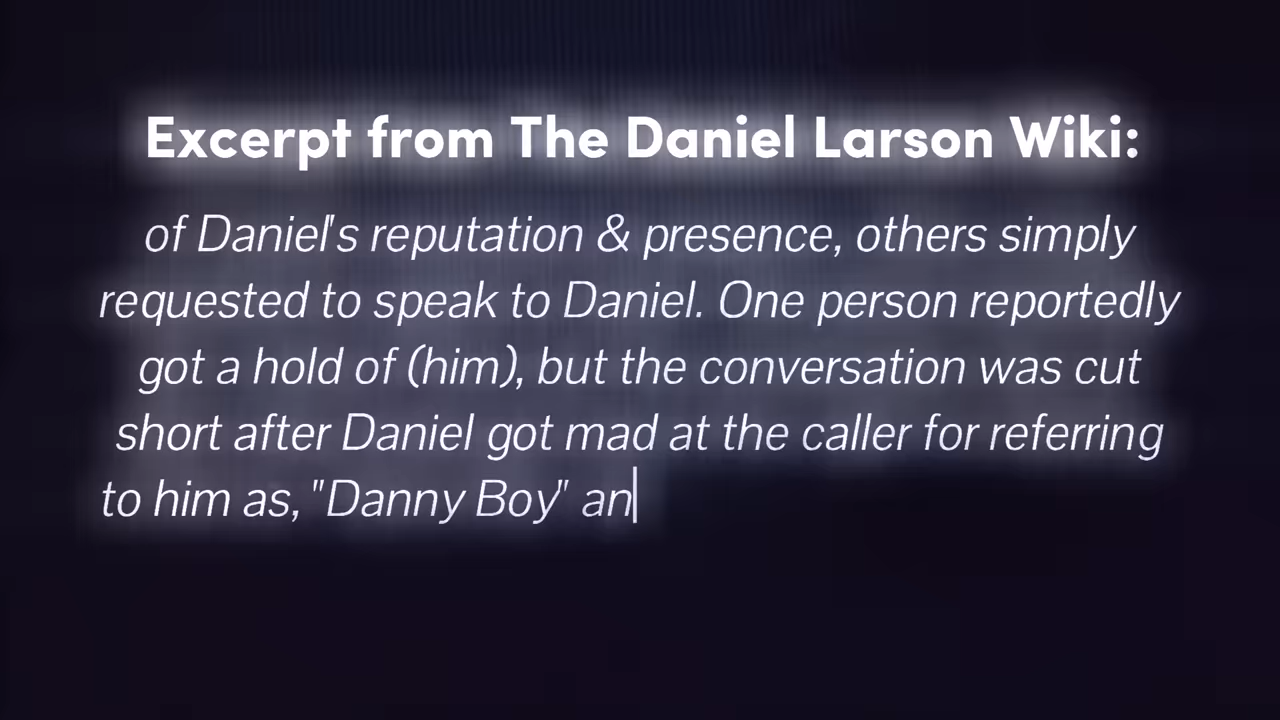 Excerpt from The Daniel Larson Wiki:
of Daniel's reputation & presence, others simply
requested to speak to Daniel. One person reportedly
got a hold of (him), but the conversation was cut
short after Daniel got mad at the caller for referring
to him as, "Danny Boy" an